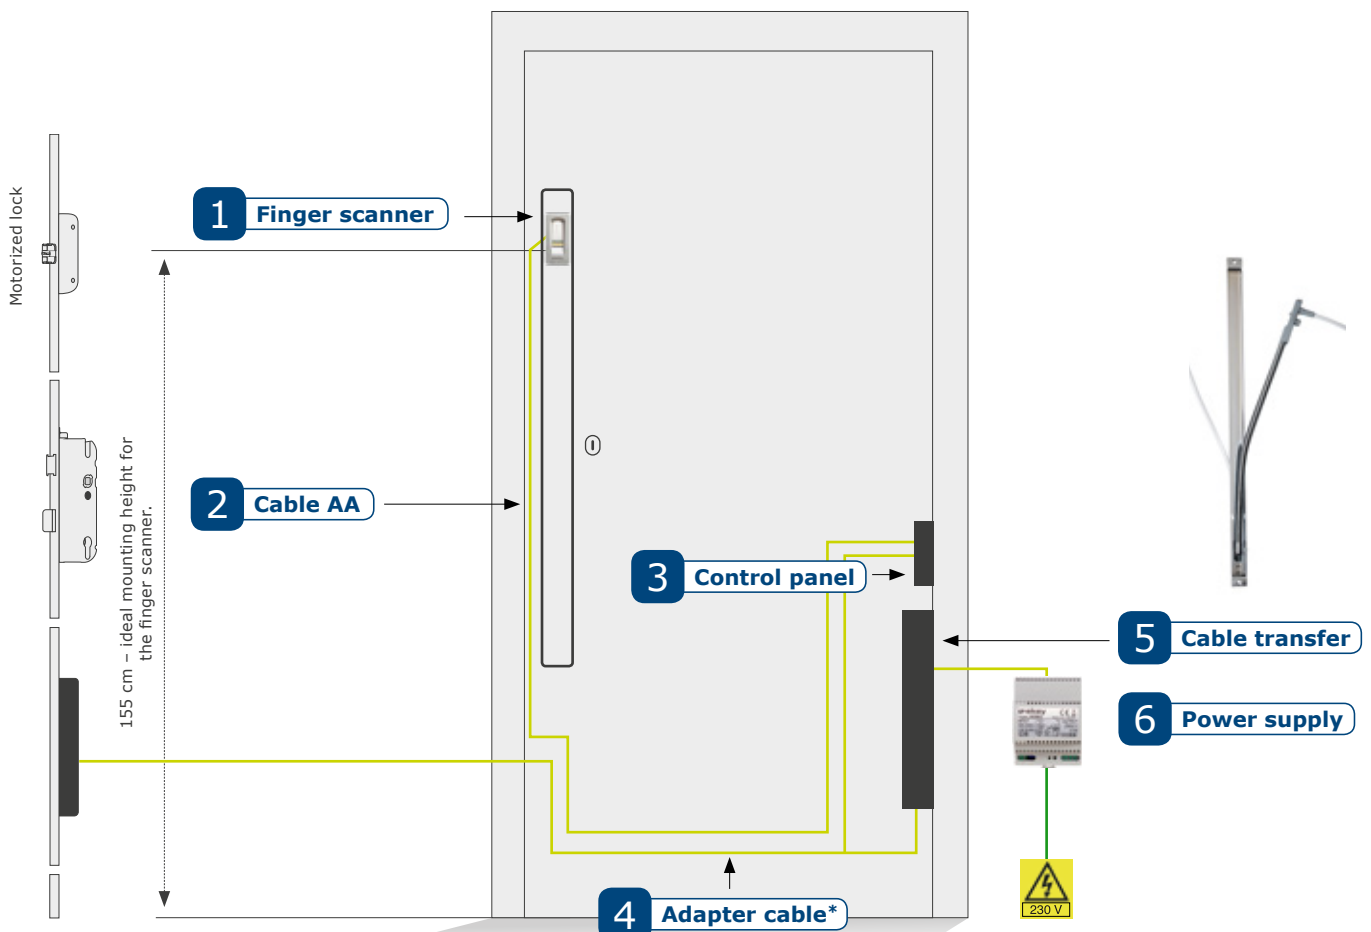 Motorized lock
1 Finger scanner
155 cm – ideal mounting height for
the finger scanner.
2 Cable AA
3 Control panel
5 Cable transfer
6 Power supply
4 Adapter cable*
230 V